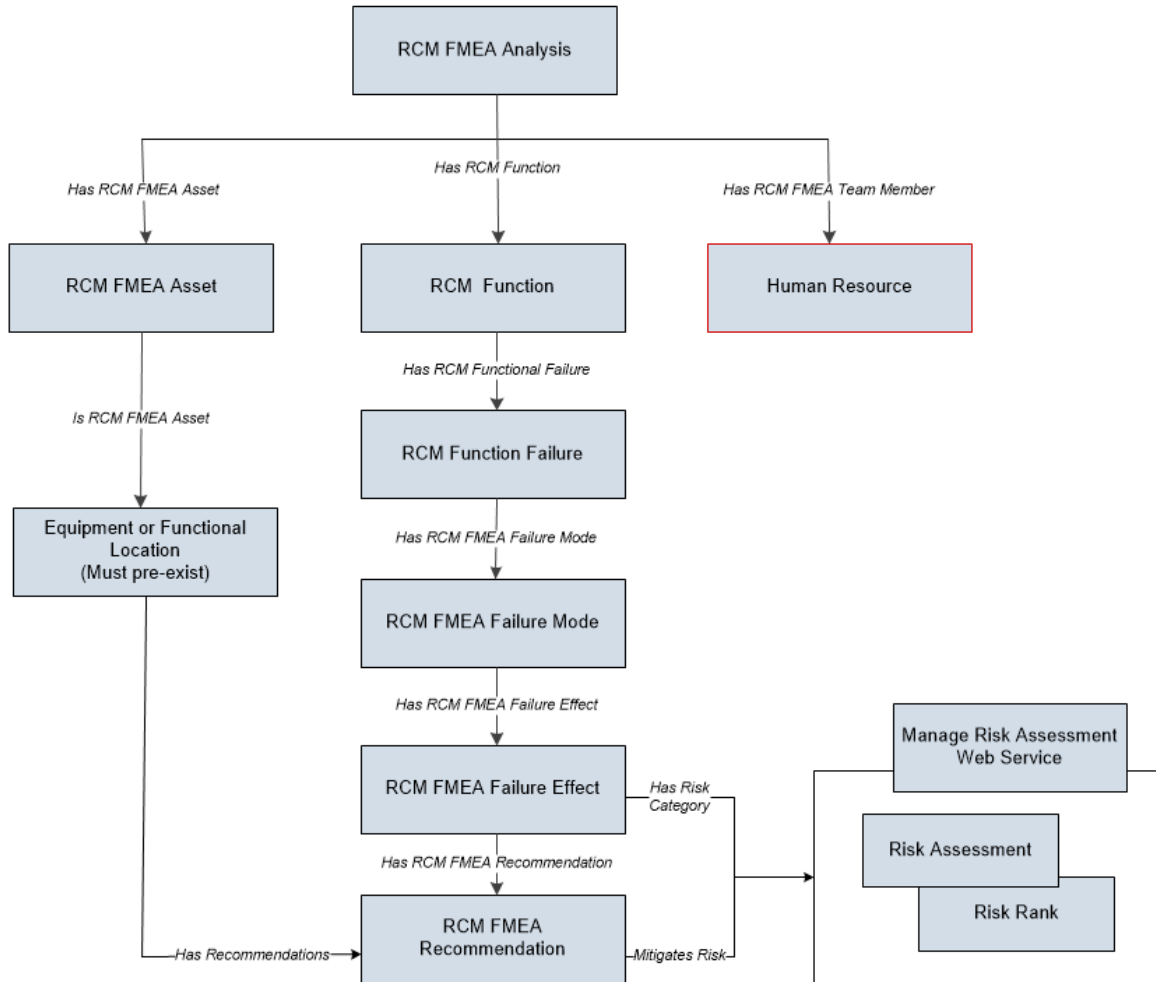 RCM FMEA Analysis
Has RCM FMEA Asset
Has RCM Function
Has RCM FMEA Team Member
RCM FMEA Asset
RCM Function
Human Resource
Has RCM Functional Failure
Is RCM FMEA Asset
RCM Function Failure
Equipment or Functional
Location
(Must pre-exist)
Has RCM FMEA Failure Mode
RCM FMEA Failure Mode
Has RCM FMEA Failure Effect
RCM FMEA Failure Effect
Has Risk
Category
Manage Risk Assessment
Web Service
Risk Assessment
Risk Rank
Has RCM FMEA Recommendation
RCM FMEA
Recommendation
Has Recommendations
Mitigates Risk